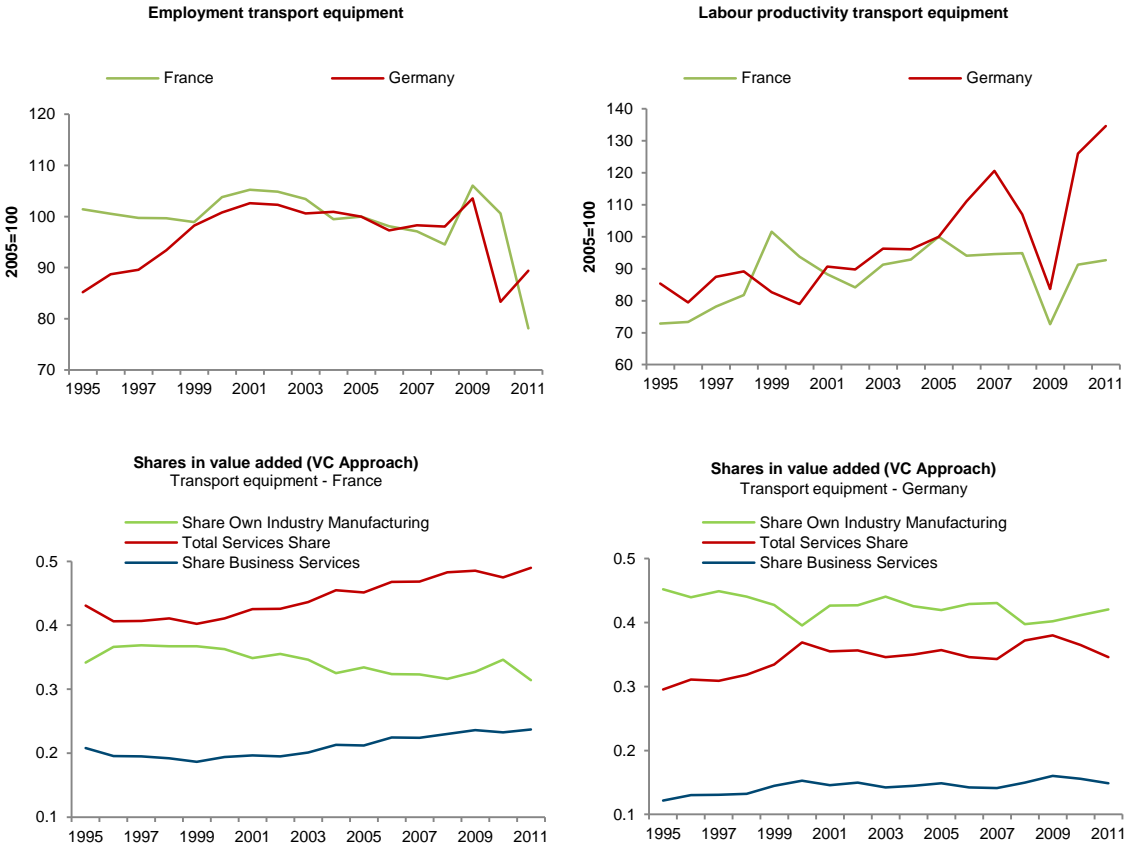 Employment transport equipment
France Germany
2005=100
120
110
100
90
80
70
1995 1997 1999 2001 2003 2005 2007 2009 2011
Labour productivity transport equipment
France Germany
2005=100
140
130
120
110
100
90
80
70
60
1995 1997 1999 2001 2003 2005 2007 2009 2011
Shares in value added (VC Approach)
Transport equipment - France
Share Own Industry Manufacturing
Total Services Share
Share Business Services
0.5
0.4
0.3
0.2
0.1
1995 1997 1999 2001 2003 2005 2007 2009 2011
Shares in value added (VC Approach)
Transport equipment - Germany
Share Own Industry Manufacturing
Total Services Share
Share Business Services
0.5
0.4
0.3
0.2
0.1
1995 1997 1999 2001 2003 2005 2007 2009 2011